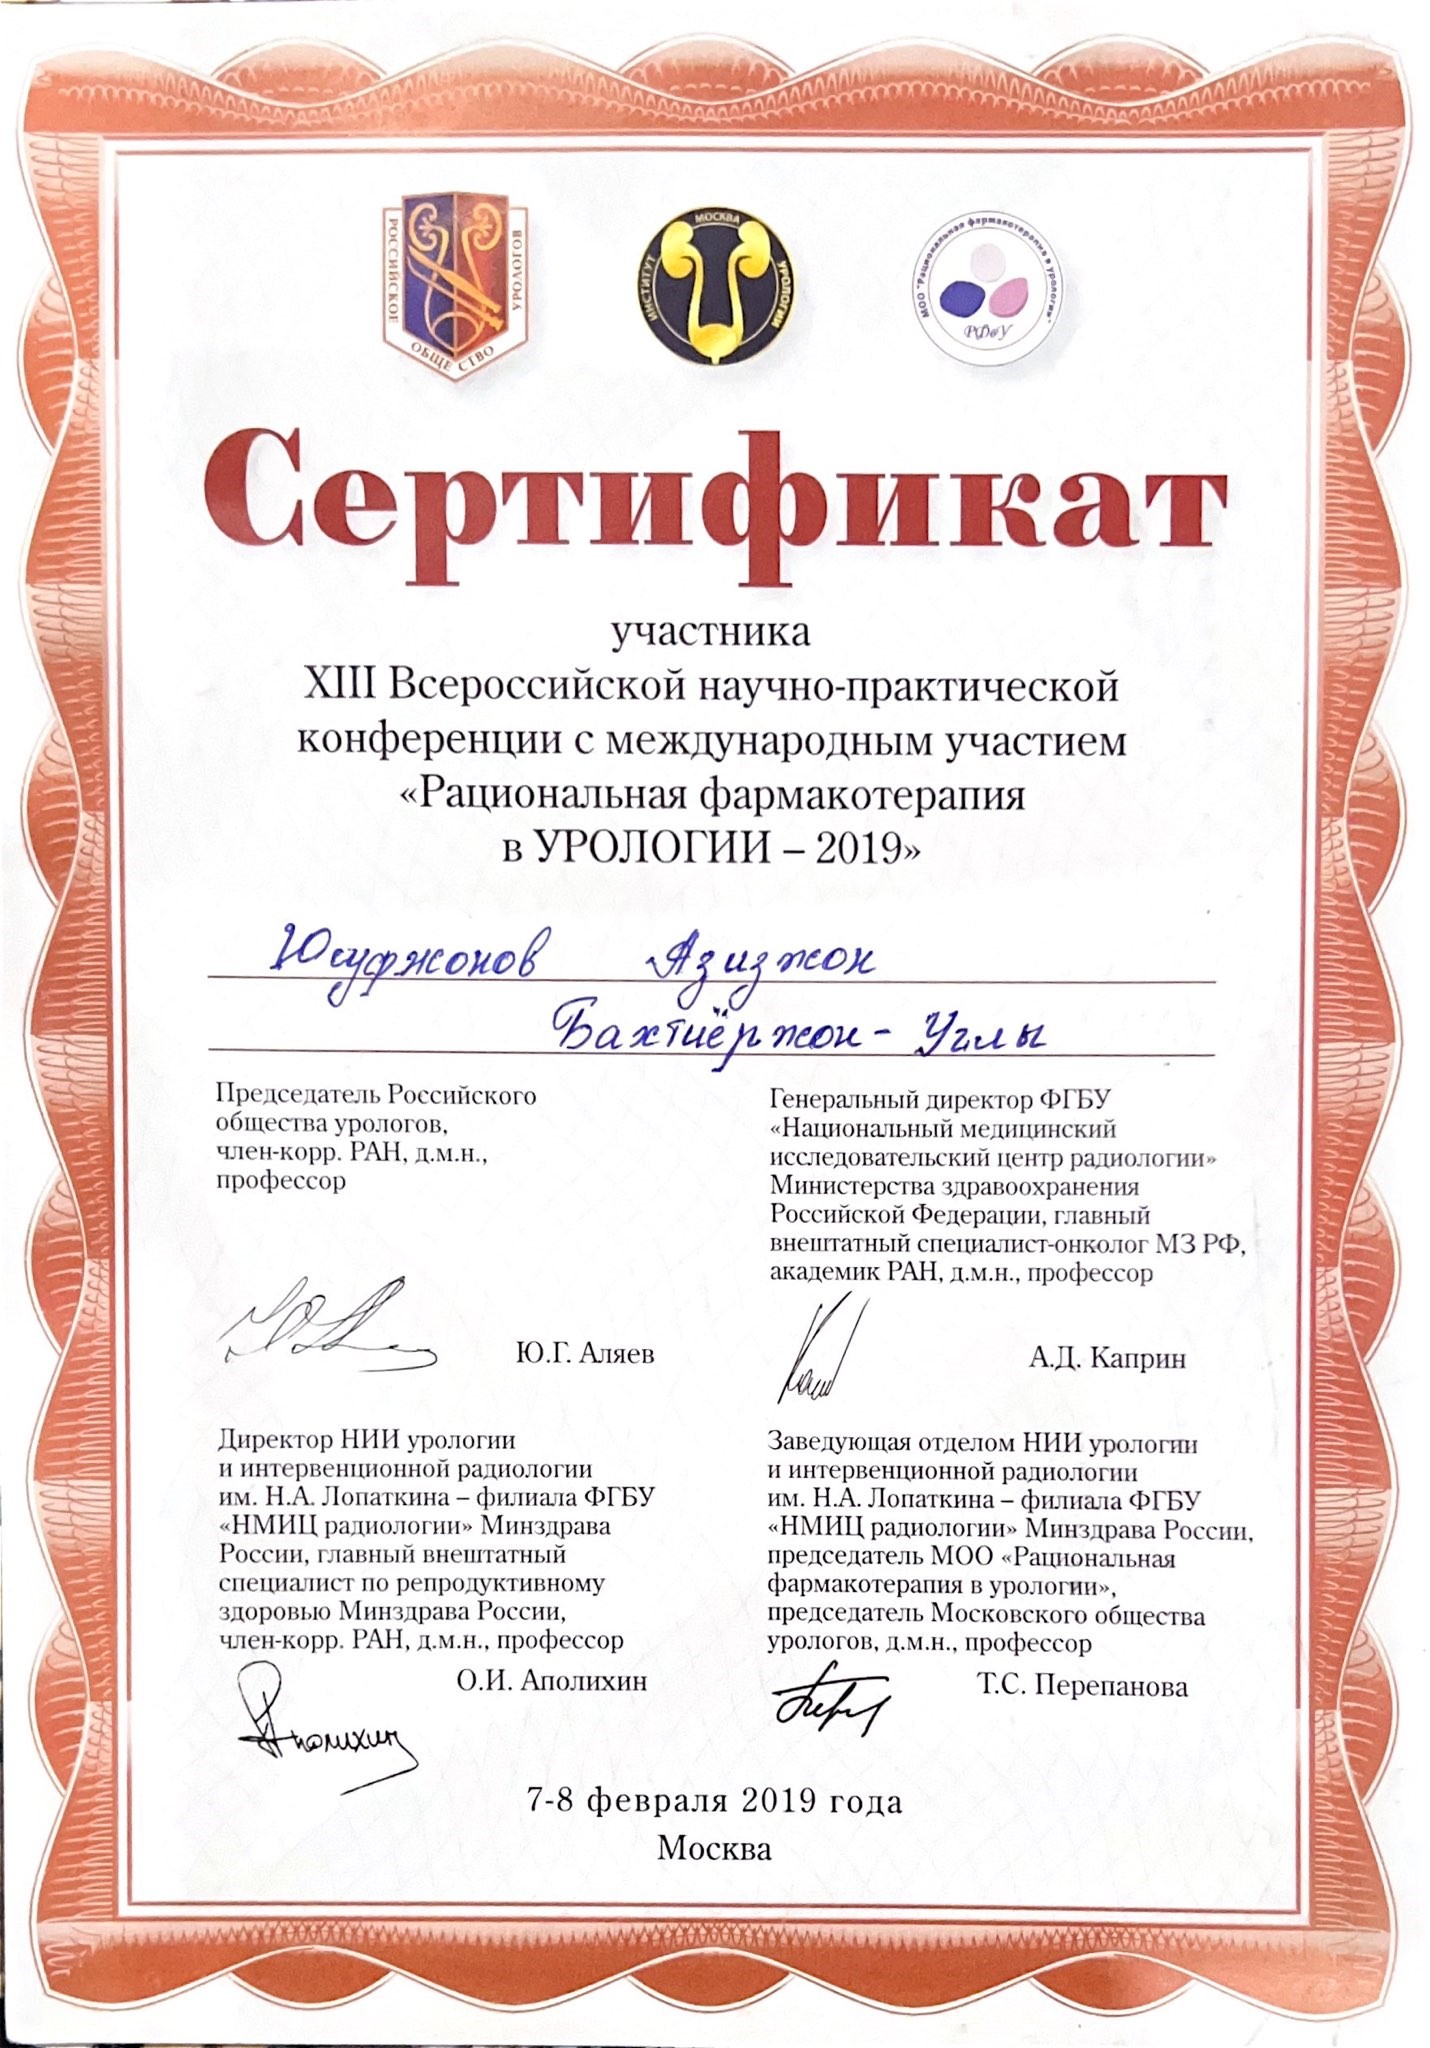 РОССИЙСКОЕ ОБЩЕСТВО УРОЛОГОВ
МОСКВА
ИНСТИТУТ УРОЛОГИИ
МОО "Рациональная фармакотерапия в урологии"
РФвУ
Сертификат
участника
XIII Всероссийской научно-практической
конференции с международным участием
«Рациональная фармакотерапия
в УРОЛОГИИ – 2019»
Юсуфжонов Азизжон
Бахтиёржон - Углы
Председатель Российского
общества урологов,
член-корр. РАН, д.м.н.,
профессор
Ю.Г. Аляев
Генеральный директор ФГБУ
«Национальный медицинский
исследовательский центр радиологии»
Министерства здравоохранения
Российской Федерации, главный
внештатный специалист-онколог МЗ РФ,
академик РАН, д.м.н., профессор
А.Д. Каприн
Директор НИИ урологии
и интервенционной радиологии
им. Н.А. Лопаткина – филиала ФГБУ
«НМИЦ радиологии» Минздрава
России, главный внештатный
специалист по репродуктивному
здоровью Минздрава России,
член-корр. РАН, д.м.н., профессор
О.И. Аполихин
Заведующая отделом НИИ урологии
и интервенционной радиологии
им. Н.А. Лопаткина – филиала ФГБУ
«НМИЦ радиологии» Минздрава России,
председатель МОО «Рациональная
фармакотерапия в урологии»,
председатель Московского общества
урологов, д.м.н., профессор
Т.С. Перепанова
7-8 февраля 2019 года
Москва